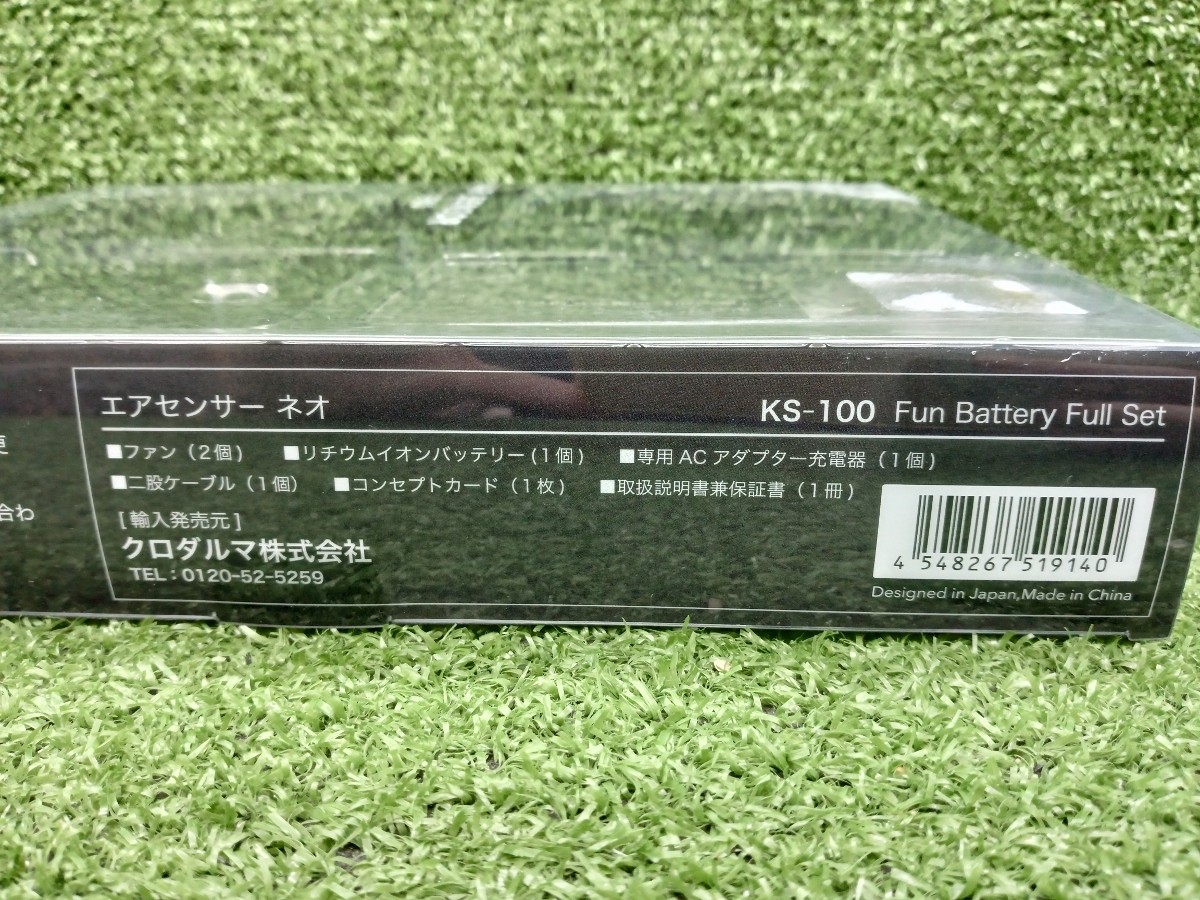 エアセンサー ネオ
KS-100 Fun Battery Full Set
■ファン(2個) ■リチウムイオンバッテリー(1個) ■専用ACアダプター充電器(1個)
■二股ケーブル(1個) ■コンセプトカード(1枚) ■取扱説明書兼保証書(1冊)
[輸入発売元]
クロダルマ株式会社
TEL:0120-52-5259
4 548267 519140
Designed in Japan,Made in China
更
合わ